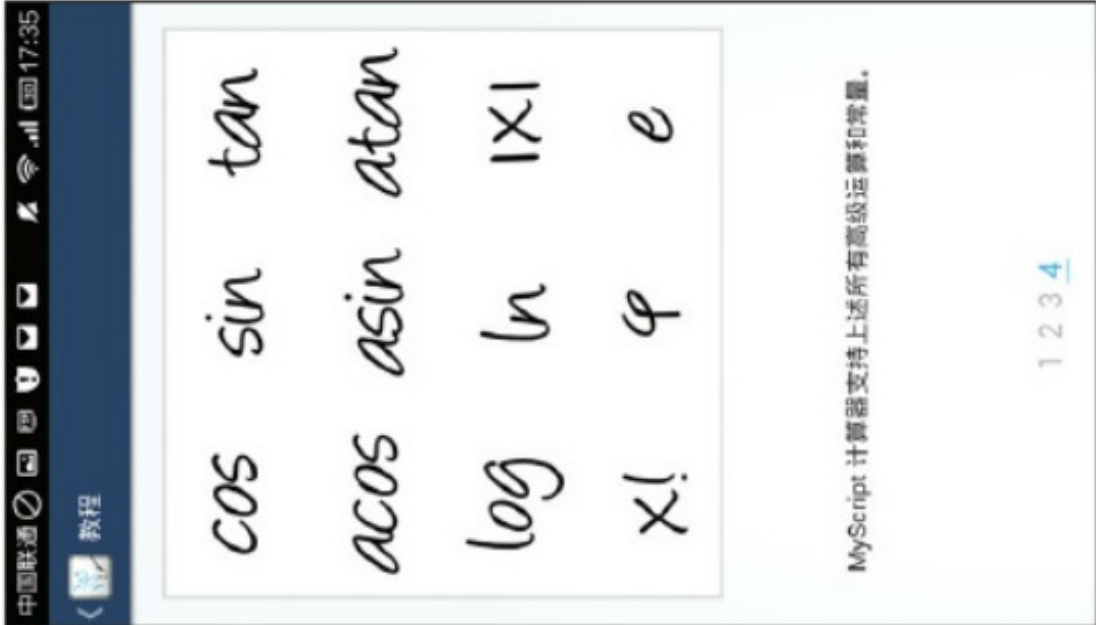 中国联通 17:35
教程
cos sin tan
acos asin atan
log ln |x|
x! φ e
MyScript 计算器支持上述所有高级运算和常量。
1 2 3 4